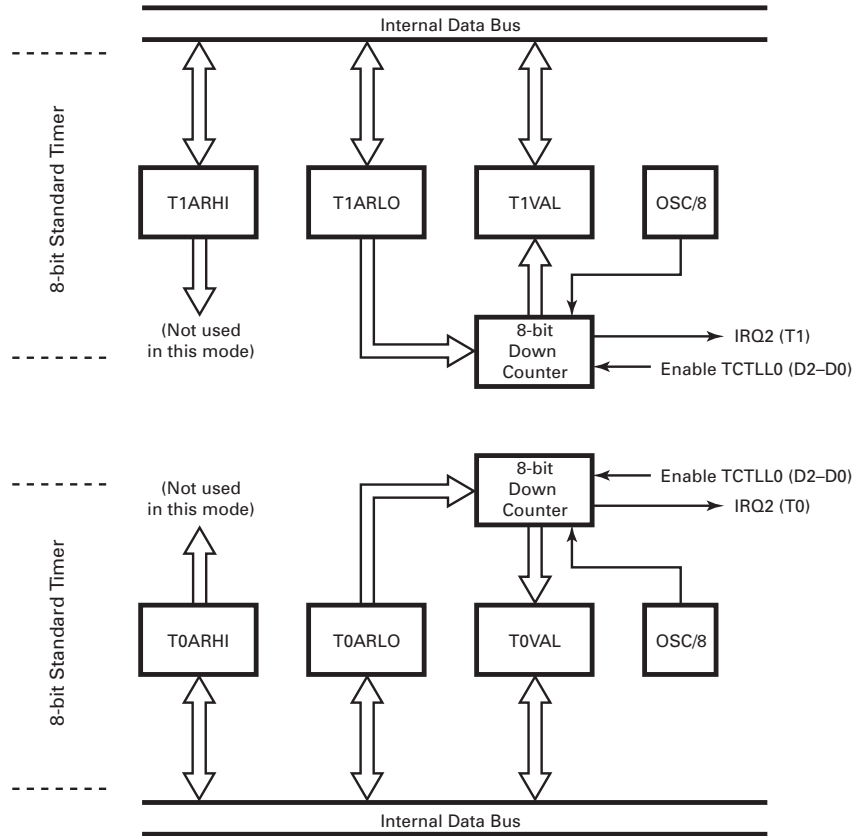 Internal Data Bus
8-bit Standard Timer
T1ARHI
T1ARLO
T1VAL
OSC/8
(Not used
in this mode)
8-bit
Down
Counter
IRQ2 (T1)
Enable TCTLL0 (D2–D0)
8-bit Standard Timer
(Not used
in this mode)
8-bit
Down
Counter
Enable TCTLL0 (D2–D0)
IRQ2 (T0)
T0ARHI
T0ARLO
T0VAL
OSC/8
Internal Data Bus